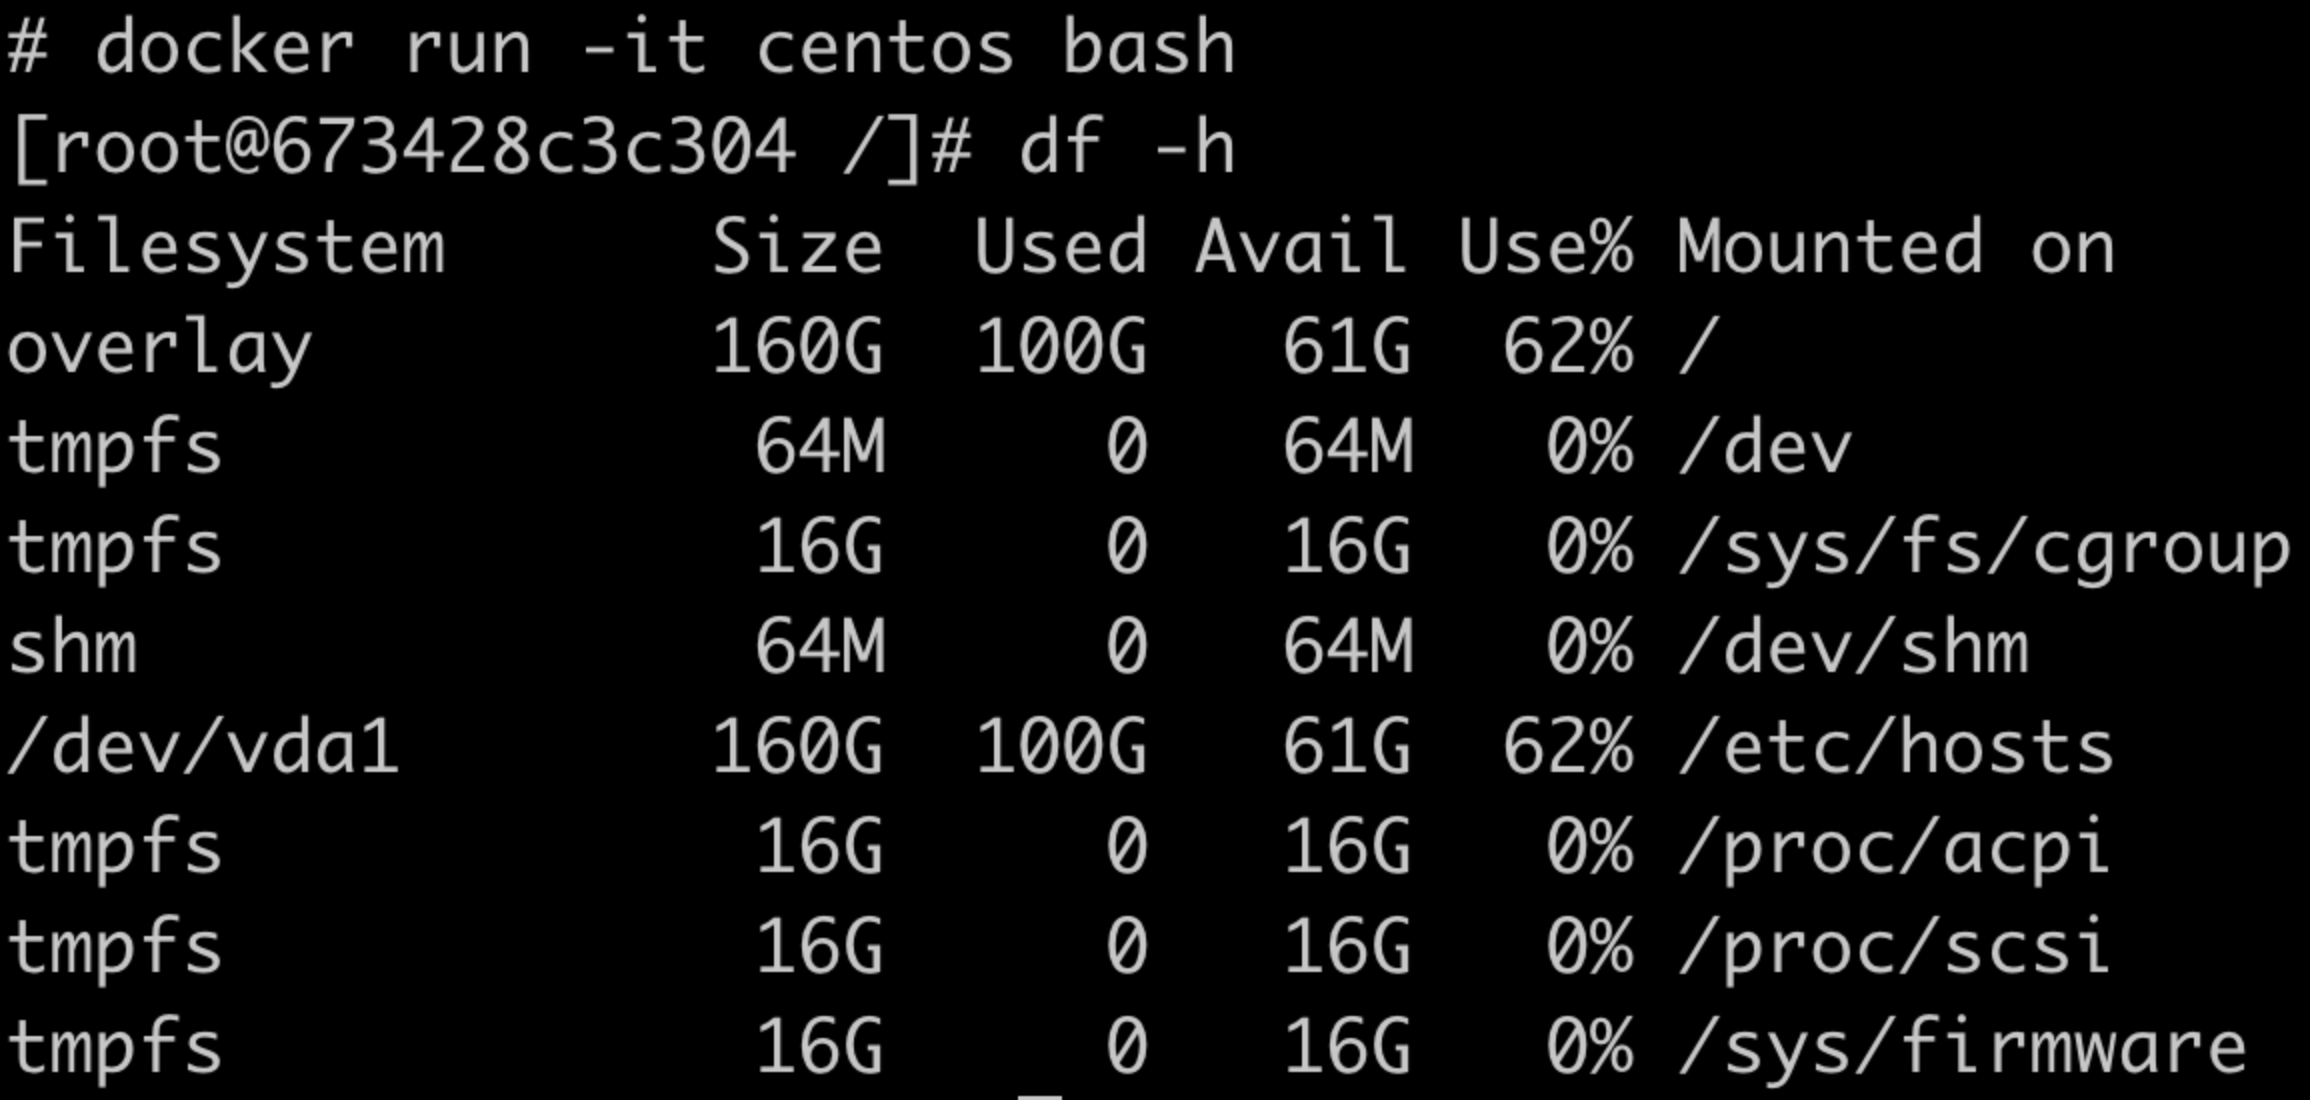 # docker run -it centos bash
[root@673428c3c304 /]# df -h
Filesystem      Size  Used Avail Use% Mounted on
overlay         160G  100G   61G  62% /
tmpfs            64M     0   64M   0% /dev
tmpfs            16G     0   16G   0% /sys/fs/cgroup
shm              64M     0   64M   0% /dev/shm
/dev/vda1       160G  100G   61G  62% /etc/hosts
tmpfs            16G     0   16G   0% /proc/acpi
tmpfs            16G     0   16G   0% /proc/scsi
tmpfs            16G     0   16G   0% /sys/firmware